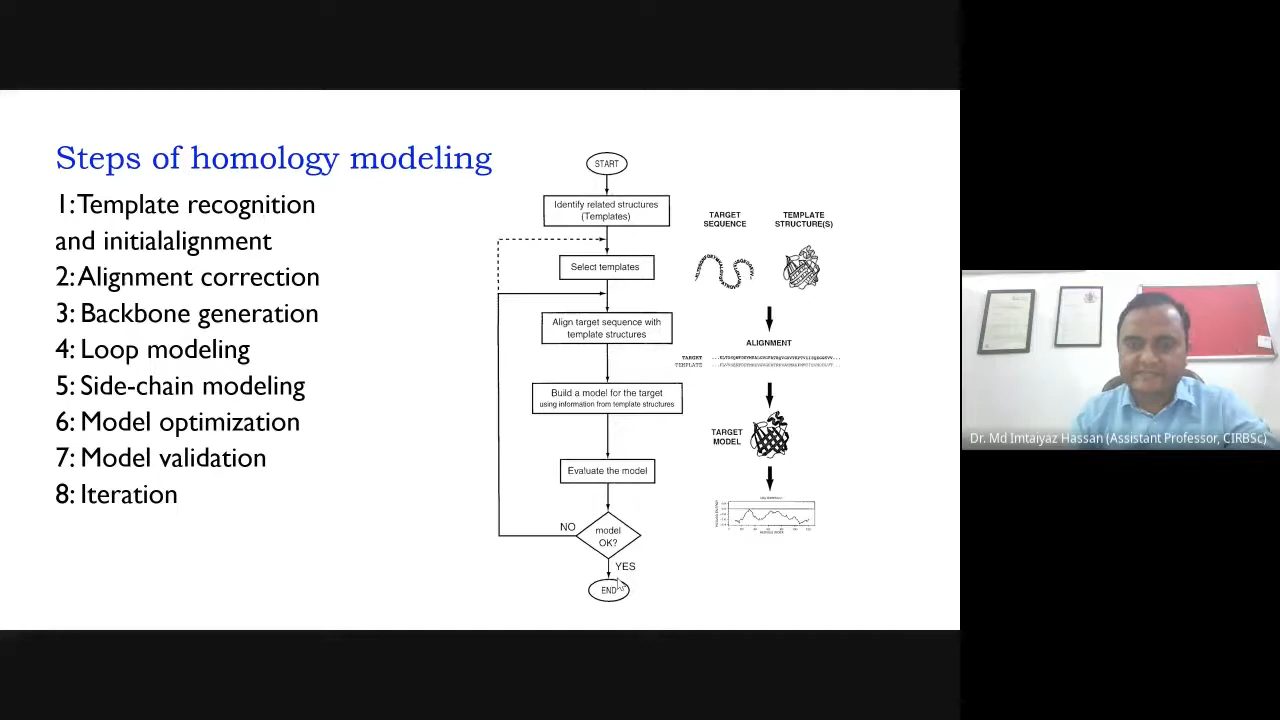 Steps of homology modeling
1: Template recognition
and initialalignment
2: Alignment correction
3: Backbone generation
4: Loop modeling
5: Side-chain modeling
6: Model optimization
7: Model validation
8: Iteration
START
Identify related structures
(Templates)
Select templates
Align target sequence with
template structures
Build a model for the target
using information from template structures
Evaluate the model
NO
model
OK?
YES
END
TARGET
SEQUENCE
TEMPLATE
STRUCTURE(S)
ALIGNMENT
TARGET
TEMPLATE
TARGET
MODEL
Dr. Md Imtaiyaz Hassan (Assistant Professor, CIRBSc)